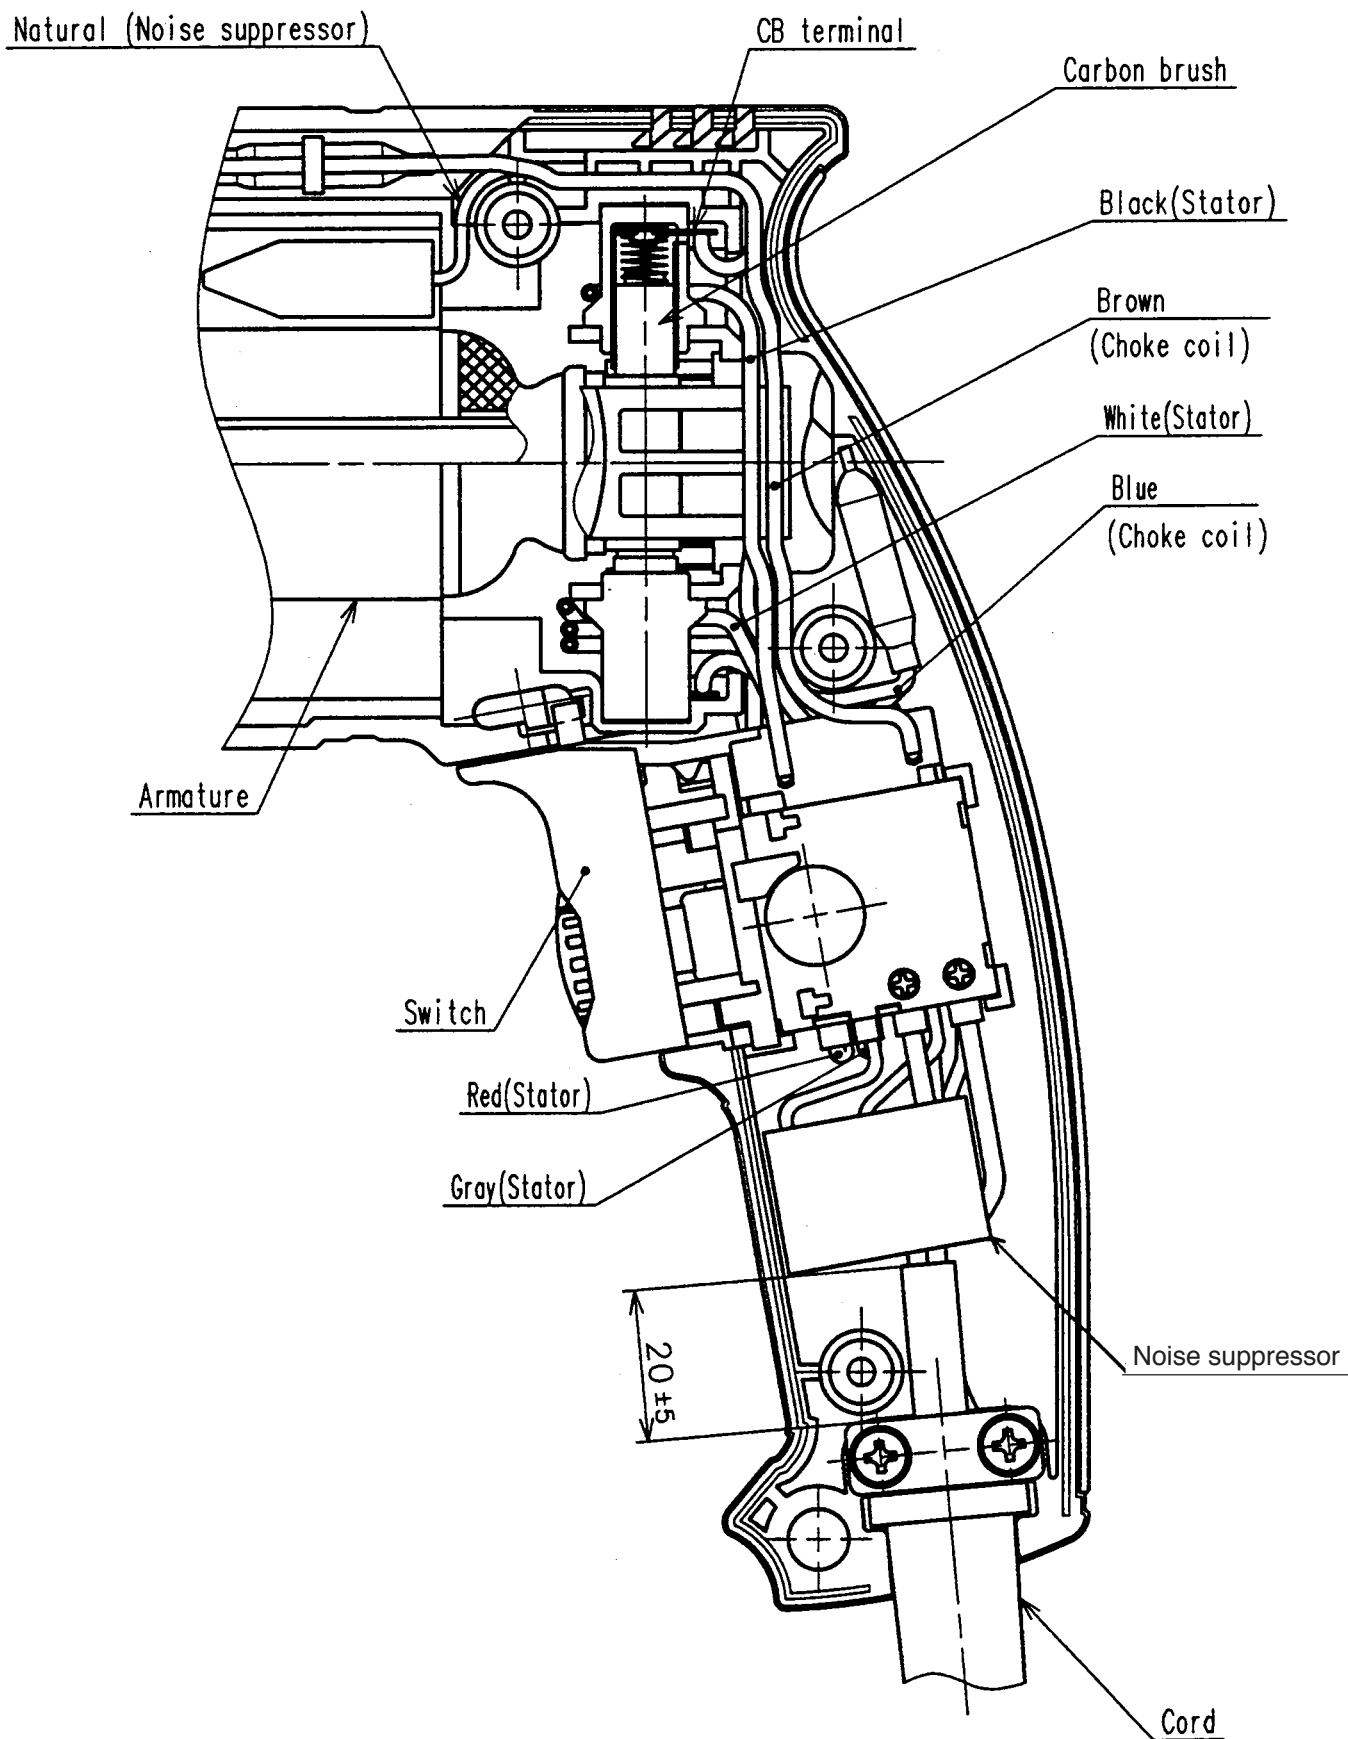 Natural (Noise suppressor)
CB terminal
Carbon brush
Black(Stator)
Brown
(Choke coil)
White(Stator)
Blue
(Choke coil)
Armature
Switch
Red(Stator)
Gray(Stator)
20±5
Noise suppressor
Cord